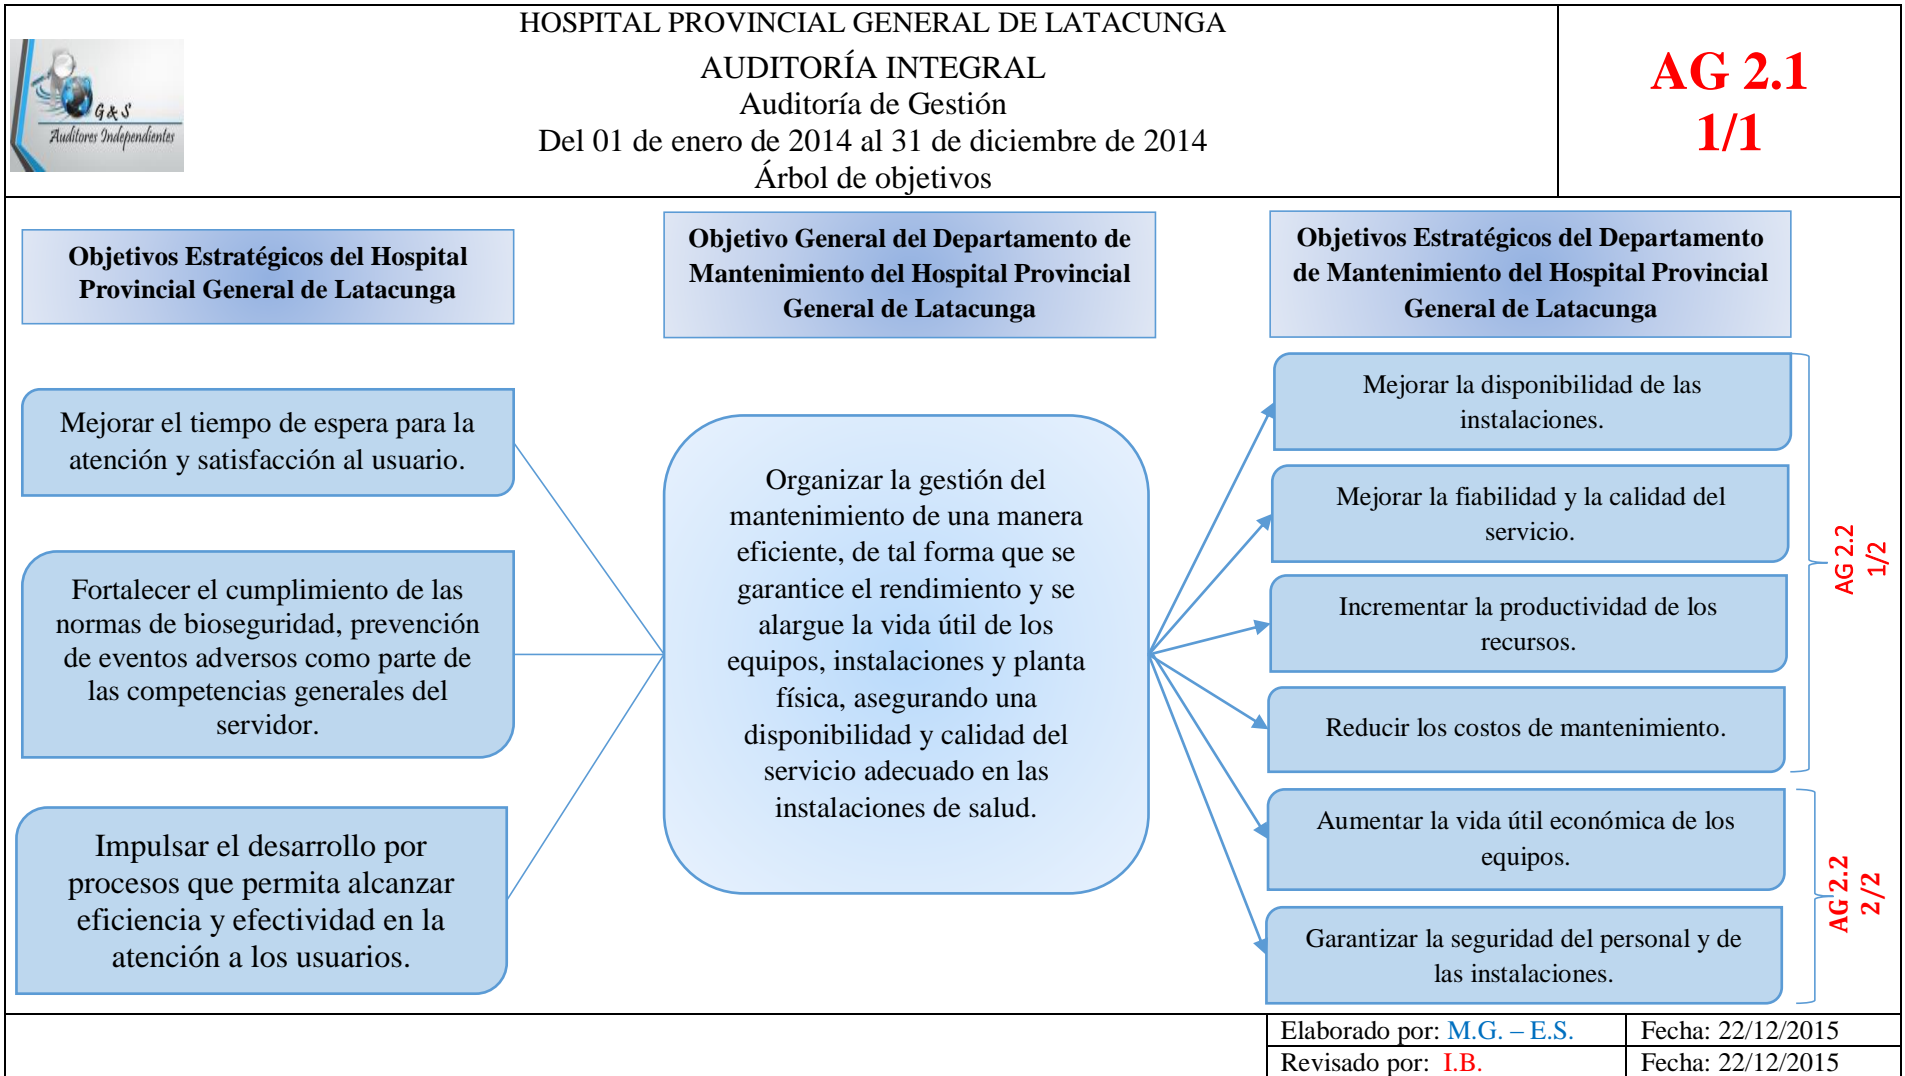 HOSPITAL PROVINCIAL GENERAL DE LATACUNGA
AUDITORÍA INTEGRAL
Auditoría de Gestión
Del 01 de enero de 2014 al 31 de diciembre de 2014
Árbol de objetivos
G&S
Auditores Independientes
AG 2.1
1/1
Objetivos Estratégicos del Hospital
Provincial General de Latacunga
Mejorar el tiempo de espera para la
atención y satisfacción al usuario.
Fortalecer el cumplimiento de las
normas de bioseguridad, prevención
de eventos adversos como parte de
las competencias generales del
servidor.
Impulsar el desarrollo por
procesos que permita alcanzar
eficiencia y efectividad en la
atención a los usuarios.
Objetivo General del Departamento de
Mantenimiento del Hospital Provincial
General de Latacunga
Organizar la gestión del
mantenimiento de una manera
eficiente, de tal forma que se
garantice el rendimiento y se
alargue la vida útil de los
equipos, instalaciones y planta
física, asegurando una
disponibilidad y calidad del
servicio adecuado en las
instalaciones de salud.
Objetivos Estratégicos del Departamento
de Mantenimiento del Hospital Provincial
General de Latacunga
Mejorar la disponibilidad de las
instalaciones.
Mejorar la fiabilidad y la calidad del
servicio.
Incrementar la productividad de los
recursos.
Reducir los costos de mantenimiento.
Aumentar la vida útil económica de los
equipos.
Garantizar la seguridad del personal y de
las instalaciones.
AG 2.2
1/2
AG 2.2
2/2
Elaborado por: M.G. – E.S.
Fecha: 22/12/2015
Revisado por: I.B.
Fecha: 22/12/2015